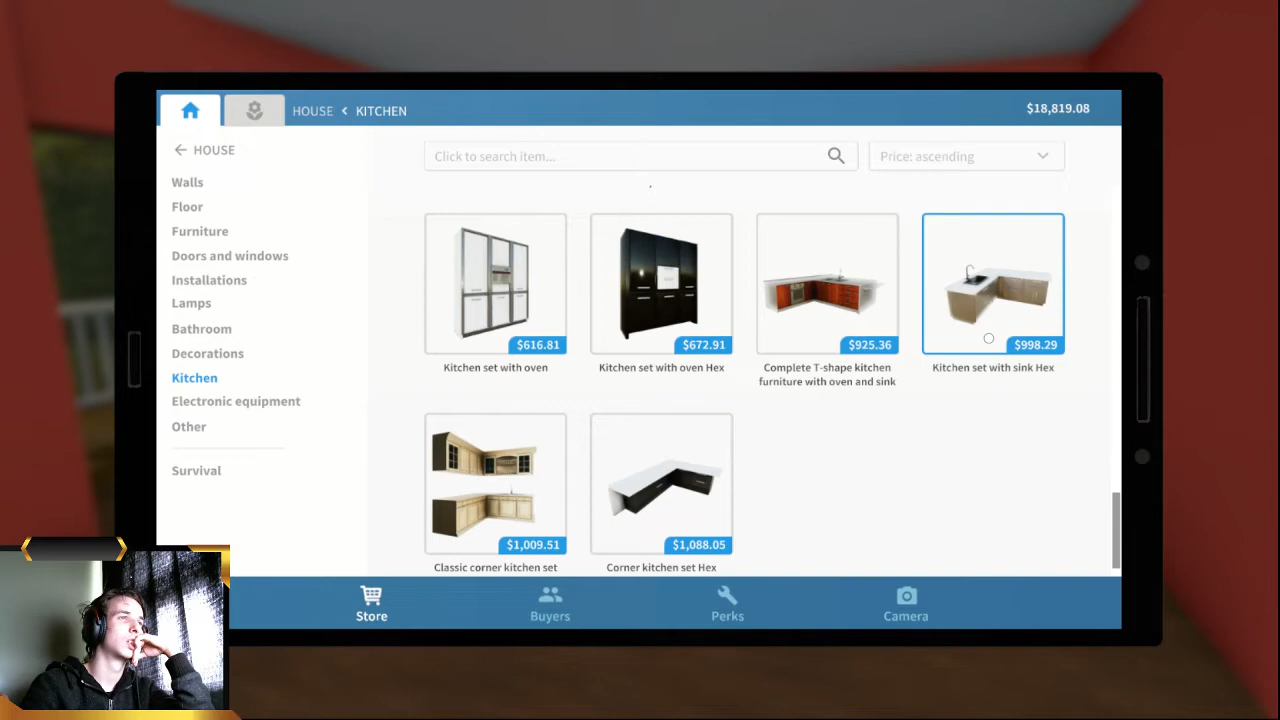 HOUSE < KITCHEN
$18,819.08
HOUSE
Click to search item...
Price: ascending
Walls
Floor
Furniture
Doors and windows
Installations
Lamps
Bathroom
Decorations
Kitchen
Electronic equipment
Other
Survival
$616.81
$672.91
$925.36
$998.29
Kitchen set with oven
Kitchen set with oven Hex
Complete T-shape kitchen
furniture with oven and sink
Kitchen set with sink Hex
$1,009.51
$1,088.05
Classic corner kitchen set
Corner kitchen set Hex
Store
Buyers
Perks
Camera